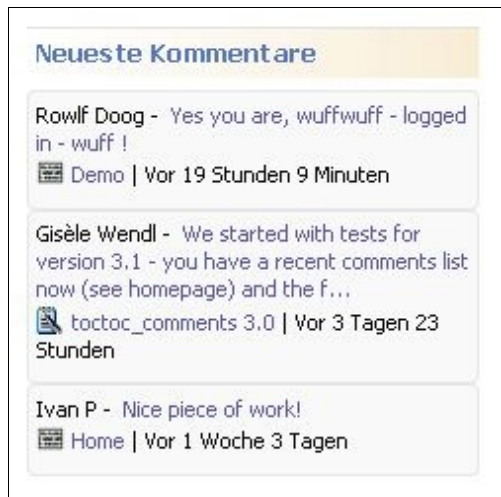 Neueste Kommentare
Rowlf Doog - Yes you are, wuffwuff - logged
in - wuff !
Demo | Vor 19 Stunden 9 Minuten
Gisèle Wendl - We started with tests for
version 3.1 - you have a recent comments list
now (see homepage) and the f...
toctoc_comments 3.0 | Vor 3 Tagen 23
Stunden
Ivan P - Nice piece of work!
Home | Vor 1 Woche 3 Tagen